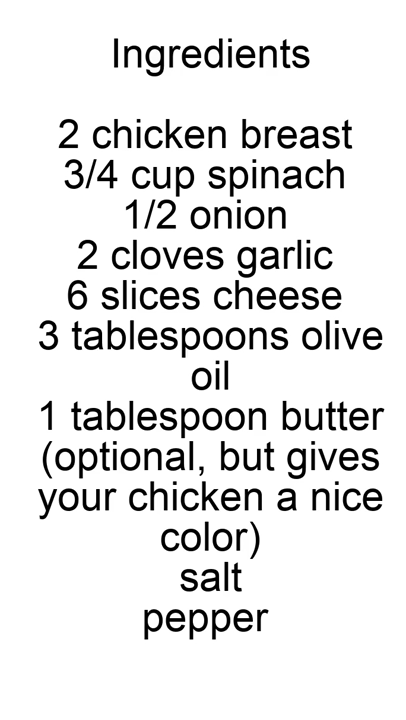 Ingredients
2 chicken breast
3/4 cup spinach
1/2 onion
2 cloves garlic
6 slices cheese
3 tablespoons olive
oil
1 tablespoon butter
(optional, but gives
your chicken a nice
color)
salt
pepper